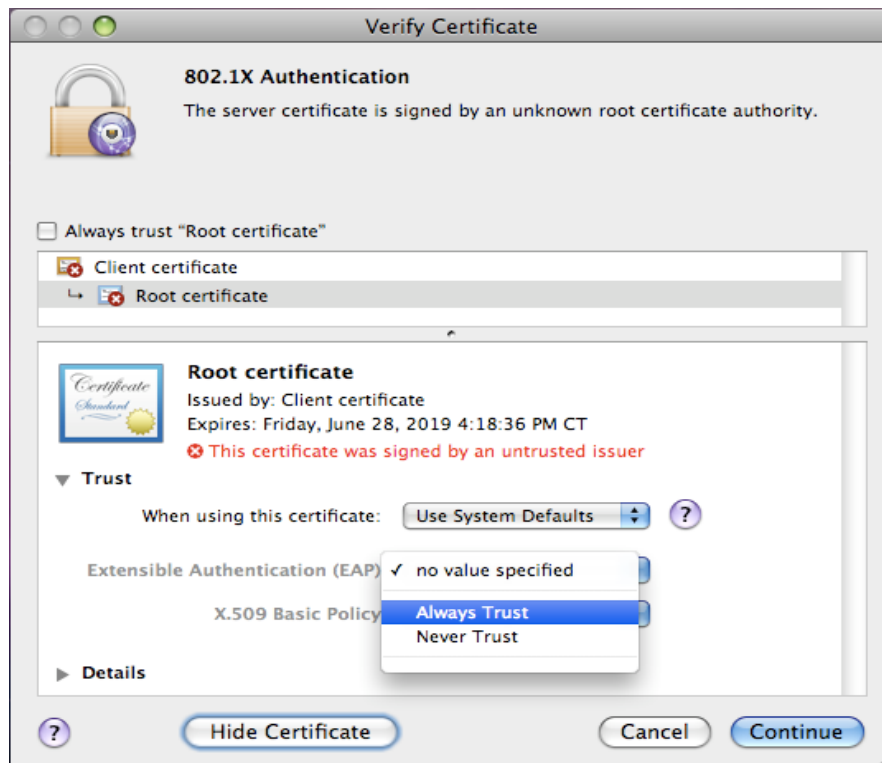 Verify Certificate
802.1X Authentication
The server certificate is signed by an unknown root certificate authority.
Always trust “Root certificate”
Client certificate
Root certificate
Certificate
Standard
Root certificate
Issued by: Client certificate
Expires: Friday, June 28, 2019 4:18:36 PM CT
This certificate was signed by an untrusted issuer
Trust
When using this certificate: Use System Defaults ?
Extensible Authentication (EAP) ✓ no value specified
X.509 Basic Policy Always Trust
Never Trust
Details
? Hide Certificate Cancel Continue